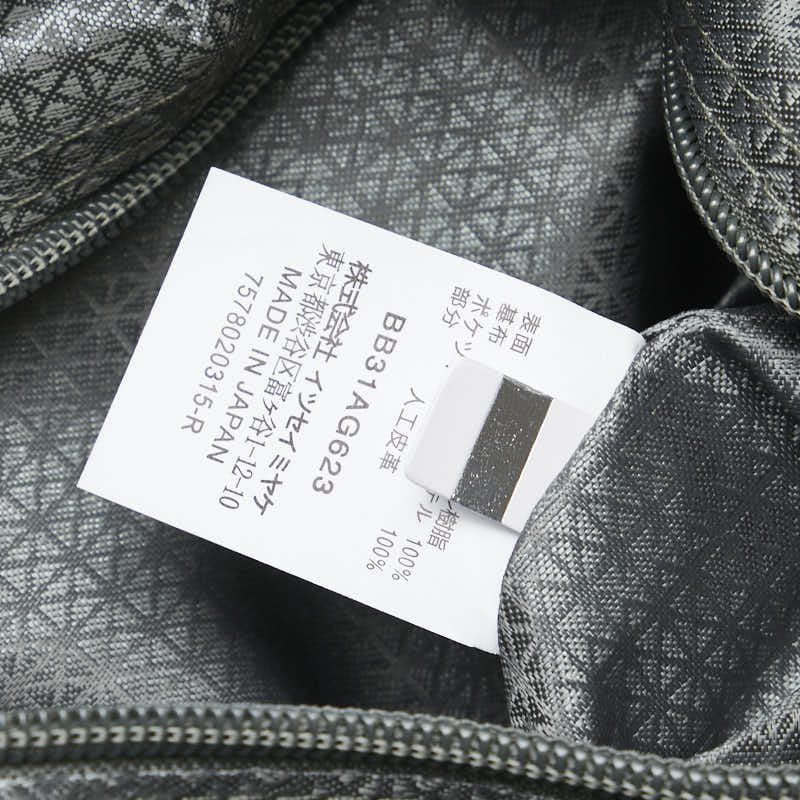 表面 樹脂 100%
基布 テル 100%
ポケッ
部分 人工皮革
BB31AG623
株式会社 イッセイ ミヤケ
東京都渋谷区富ヶ谷1-12-10
MADE IN JAPAN
7578020315-R